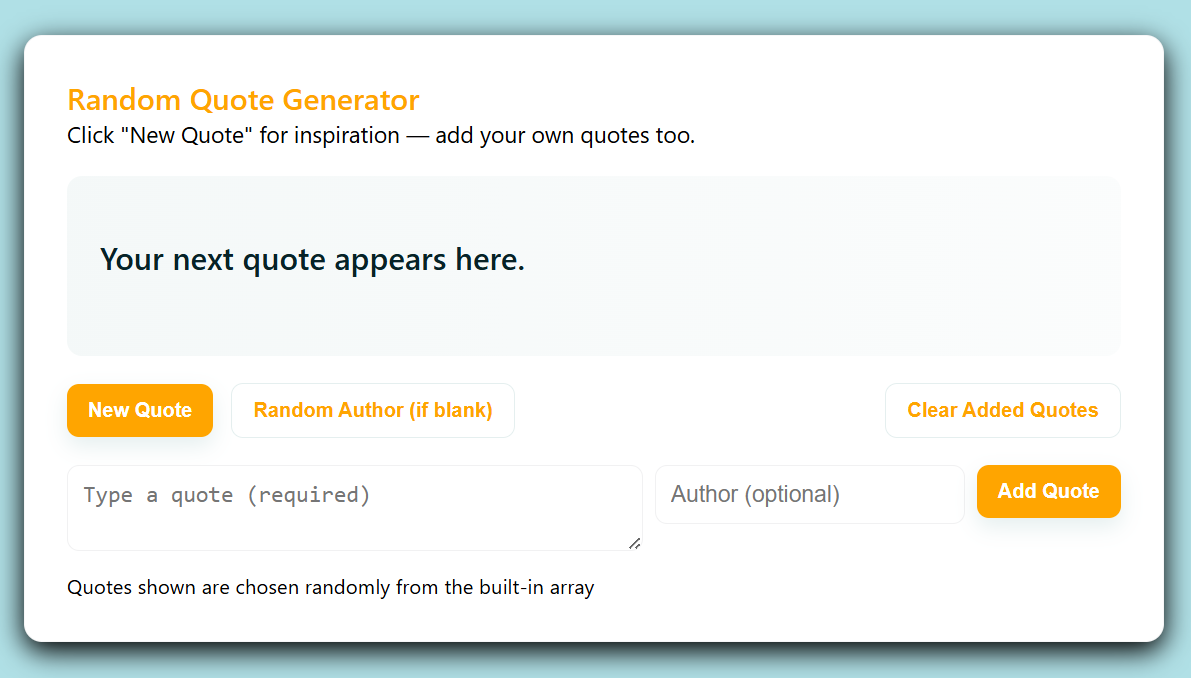 Random Quote Generator
Click "New Quote" for inspiration — add your own quotes too.
Your next quote appears here.
New Quote
Random Author (if blank)
Clear Added Quotes
Type a quote (required)
Author (optional)
Add Quote
Quotes shown are chosen randomly from the built-in array